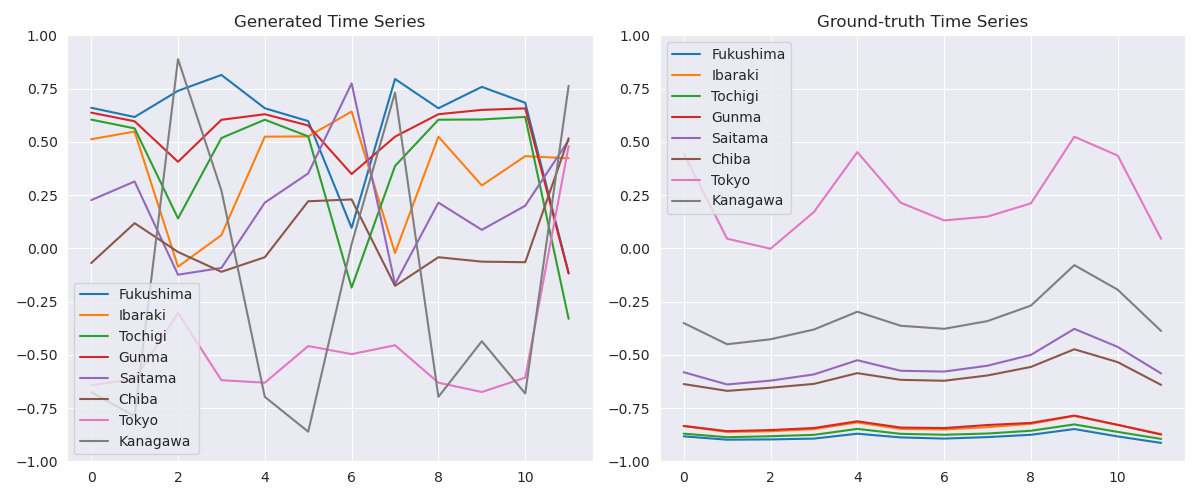 Generated Time Series
1.00
0.75
0.50
0.25
0.00
−0.25
−0.50
−0.75
−1.00
0 2 4 6 8 10
Fukushima
Ibaraki
Tochigi
Gunma
Saitama
Chiba
Tokyo
Kanagawa
Ground-truth Time Series
1.00
0.75
0.50
0.25
0.00
−0.25
−0.50
−0.75
−1.00
0 2 4 6 8 10
Fukushima
Ibaraki
Tochigi
Gunma
Saitama
Chiba
Tokyo
Kanagawa